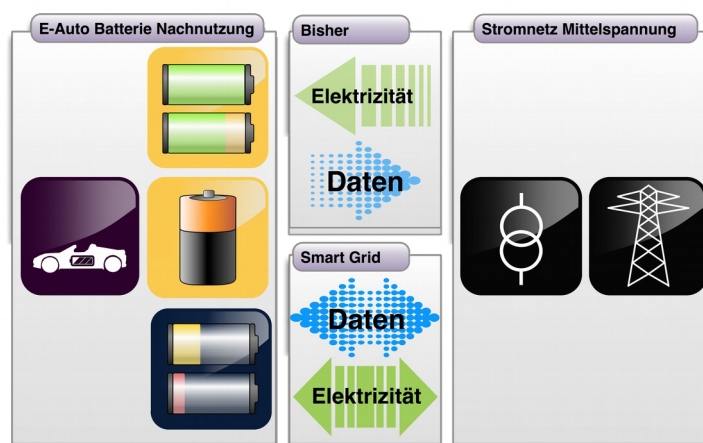 E-Auto Batterie Nachnutzung
Bisher
Elektrizität
Daten
Smart Grid
Daten
Elektrizität
Stromnetz Mittelspannung